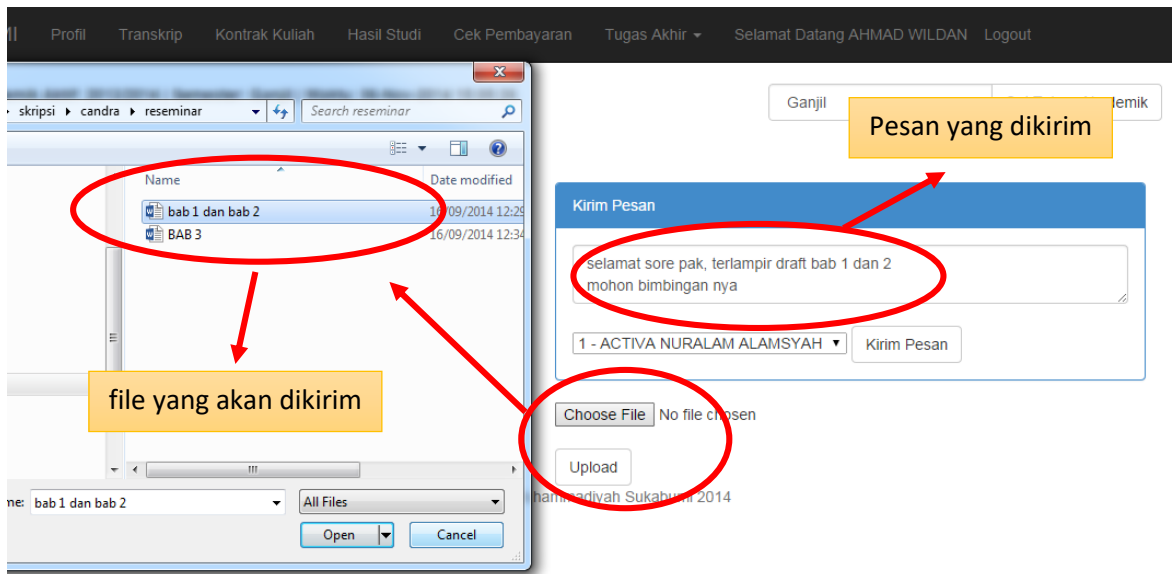 MI Profil Transkrip Kontrak Kuliah Hasil Studi Cek Pembayaran Tugas Akhir Selamat Datang AHMAD WILDAN Logout
skripsi candra reseminar Search reseminar
Name Date modified
bab 1 dan bab 2 16/09/2014 12:29
BAB 3 16/09/2014 12:34
file yang akan dikirim
me: bab 1 dan bab 2 All Files
Open Cancel
Ganjil
lemik
Pesan yang dikirim
Kirim Pesan
selamat sore pak, terlampir draft bab 1 dan 2
mohon bimbingan nya
1 - ACTIVA NURALAM ALAMSYAH Kirim Pesan
Choose File No file chosen
Upload
hammadiyah Sukabumi 2014